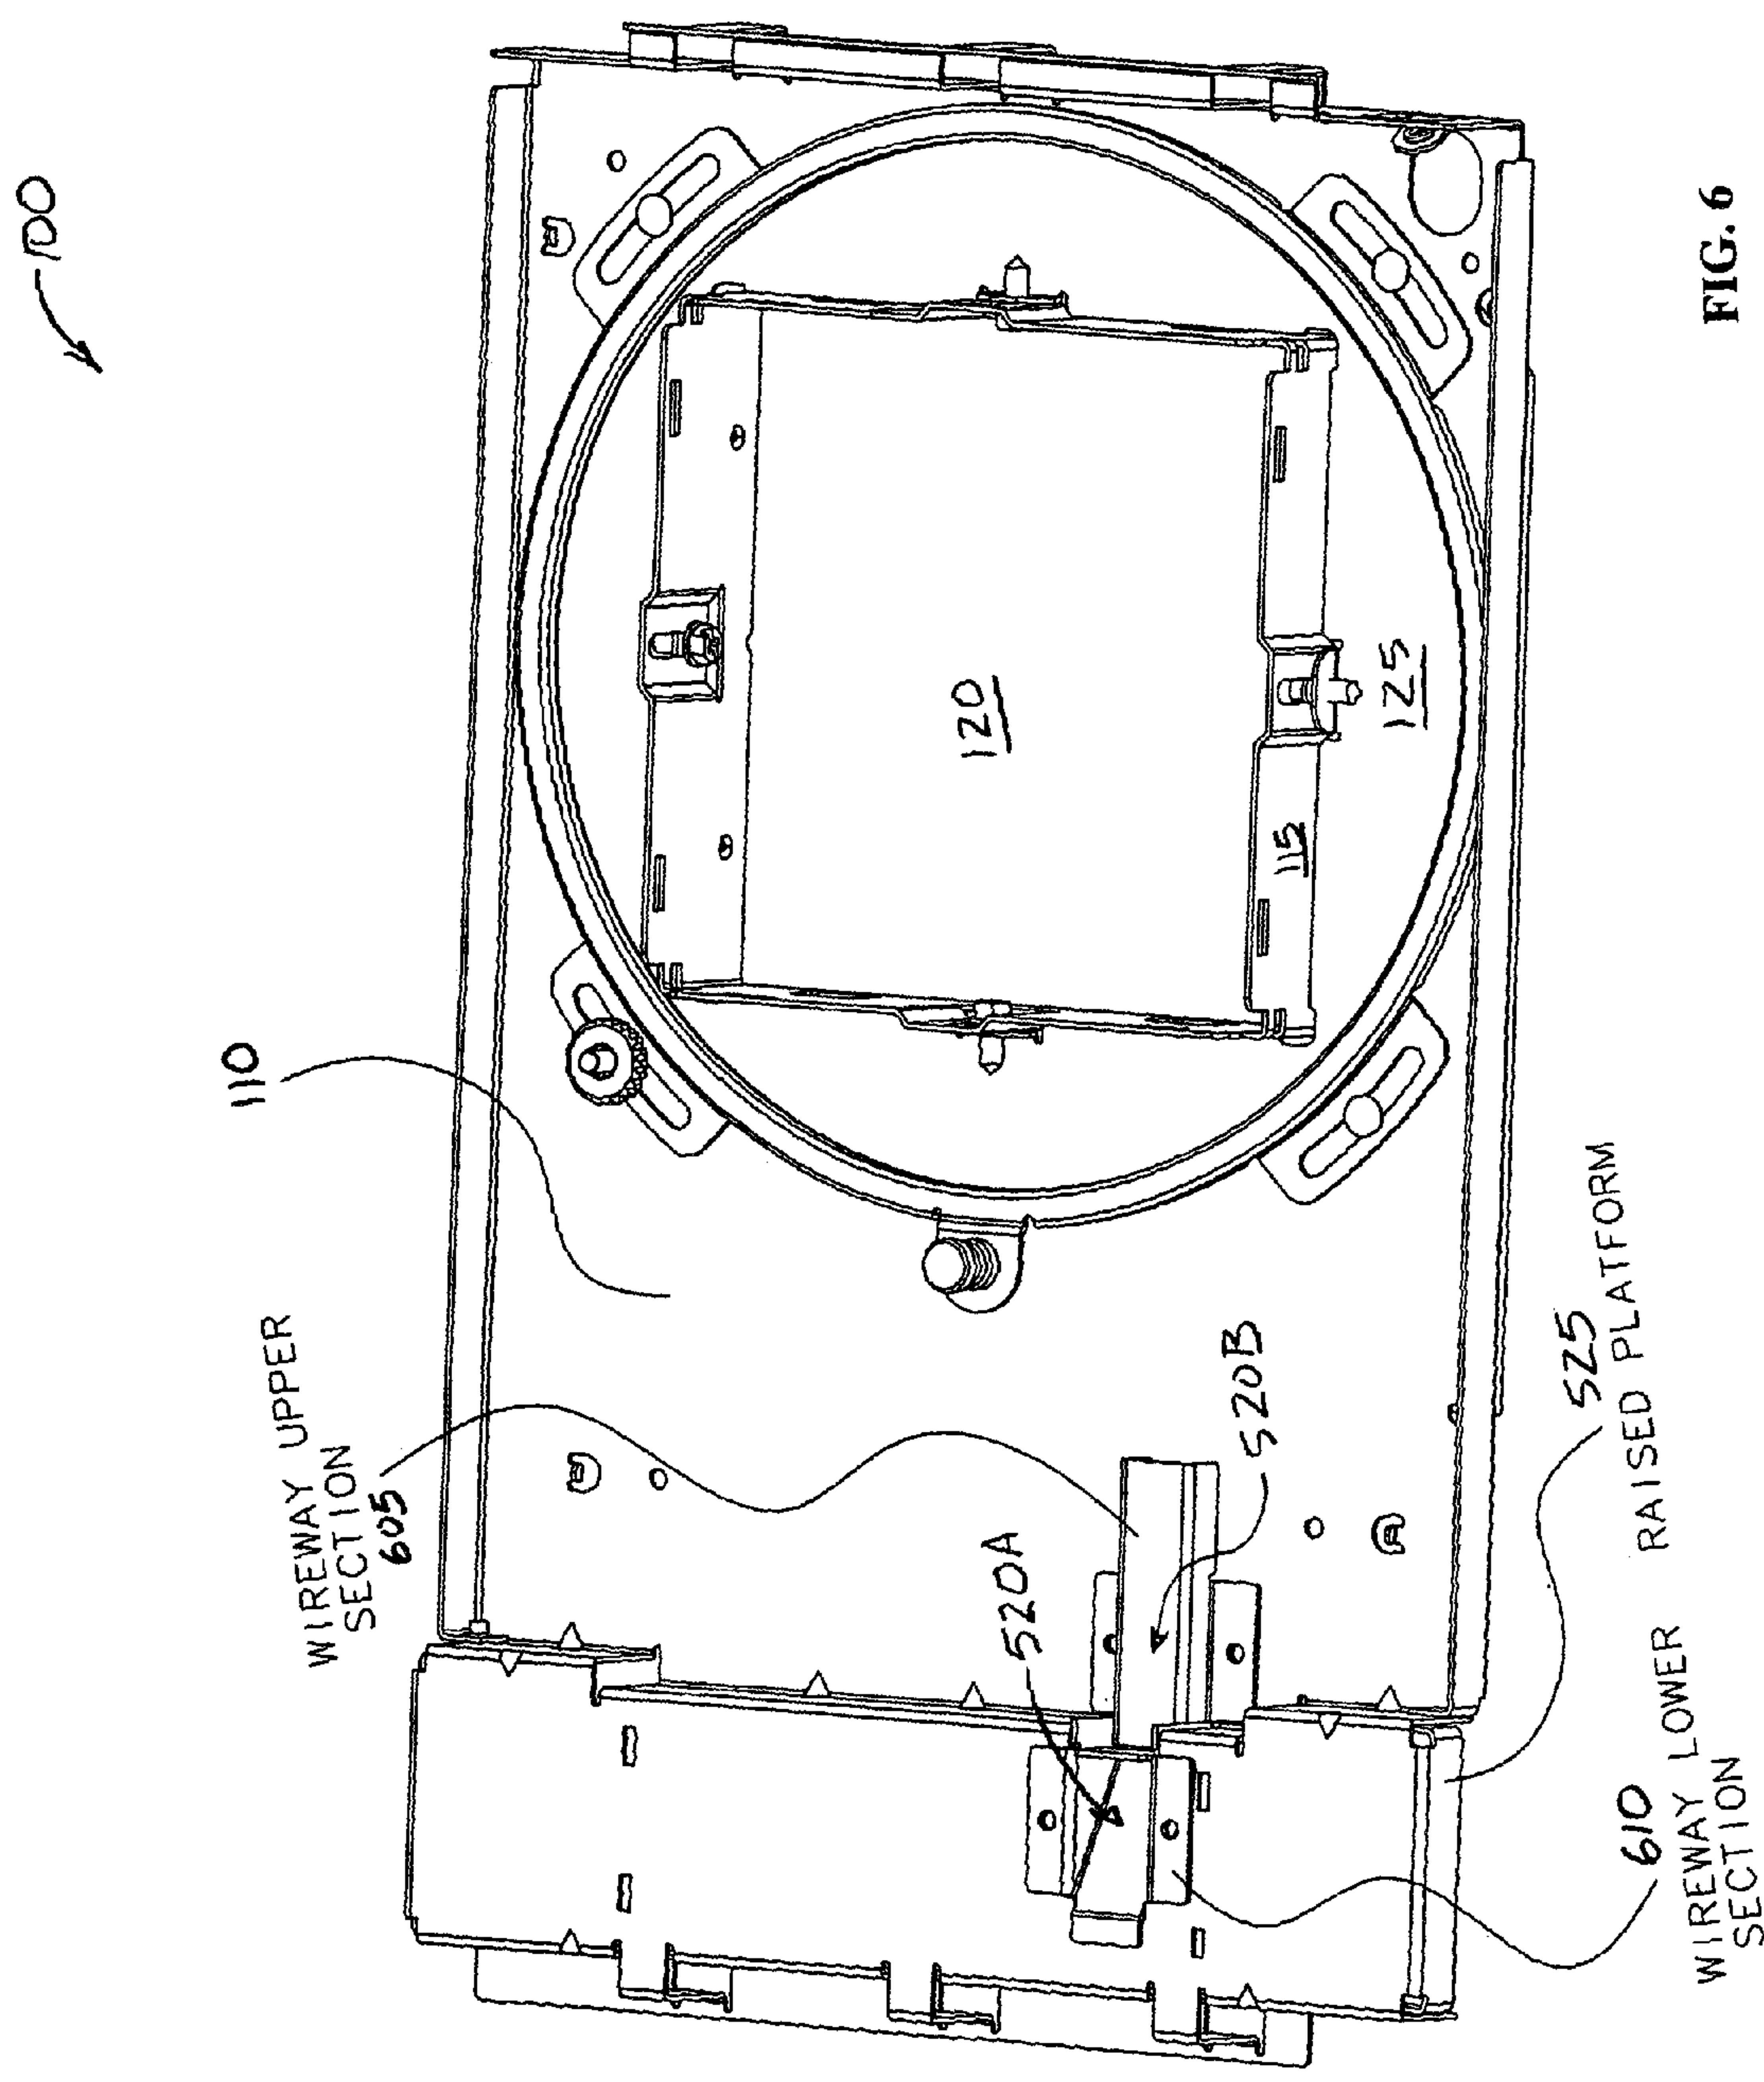 100
110
WIREWAY UPPER
SECTION
605
120
115
125
520A
520B
525
RAISED PLATFORM
610
WIREWAY LOWER
SECTION
FIG. 6